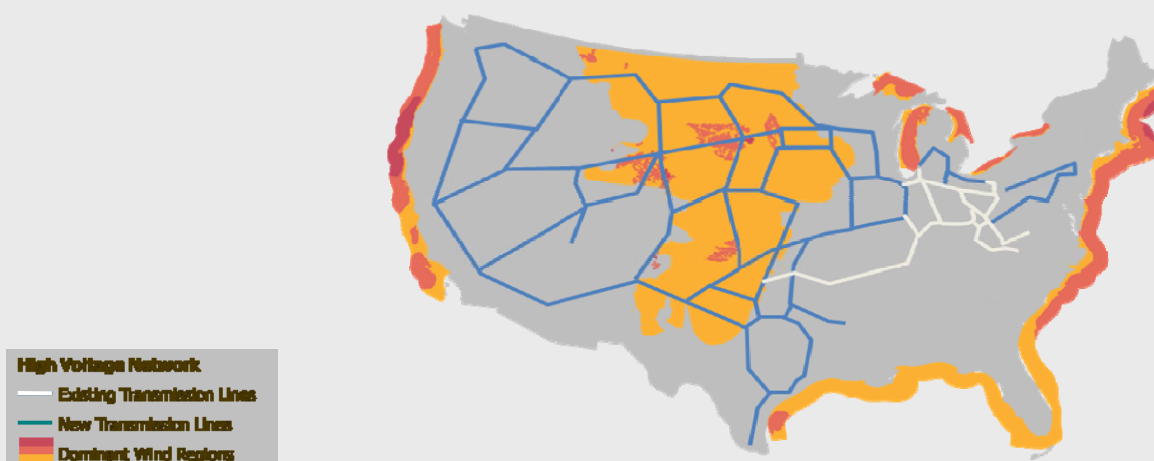 High Voltage Network
Existing Transmission Lines
New Transmission Lines
Dominant Wind Regions